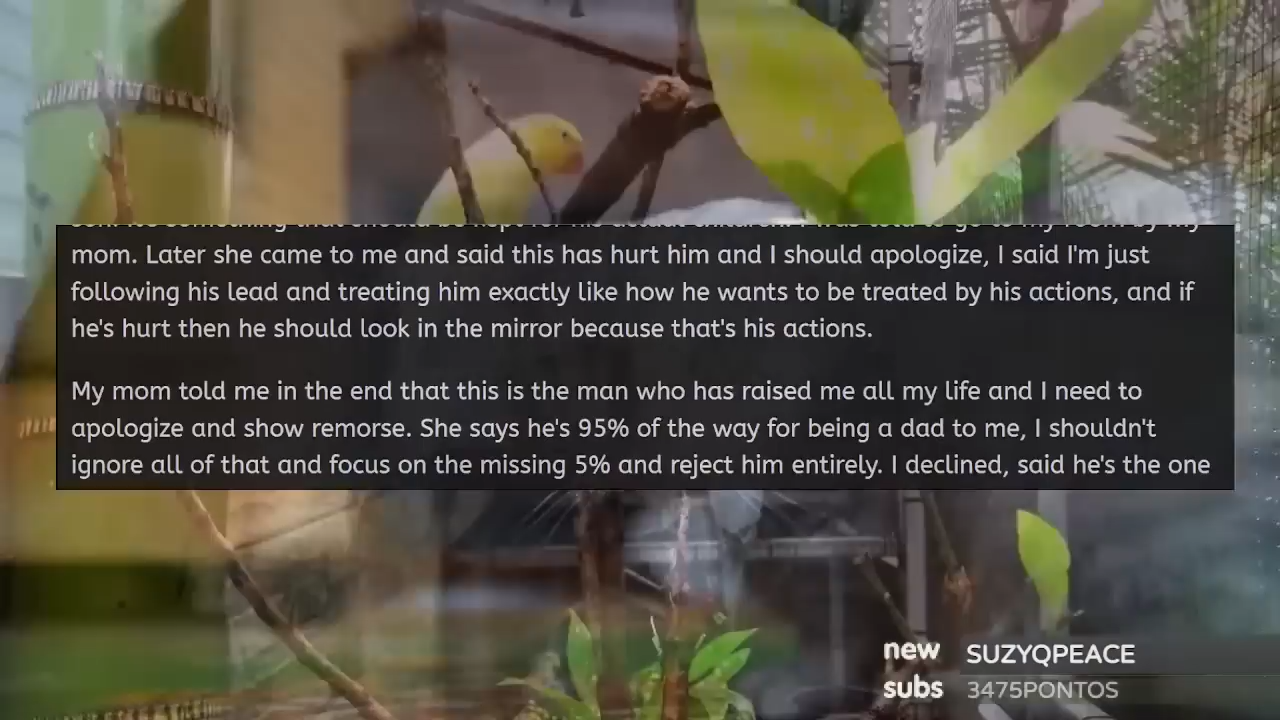 mom. Later she came to me and said this has hurt him and I should apologize, I said I'm just
following his lead and treating him exactly like how he wants to be treated by his actions, and if
he's hurt then he should look in the mirror because that's his actions.
My mom told me in the end that this is the man who has raised me all my life and I need to
apologize and show remorse. She says he's 95% of the way for being a dad to me, I shouldn't
ignore all of that and focus on the missing 5% and reject him entirely. I declined, said he's the one
new SUZYQPEACE
subs 3475PONTOS